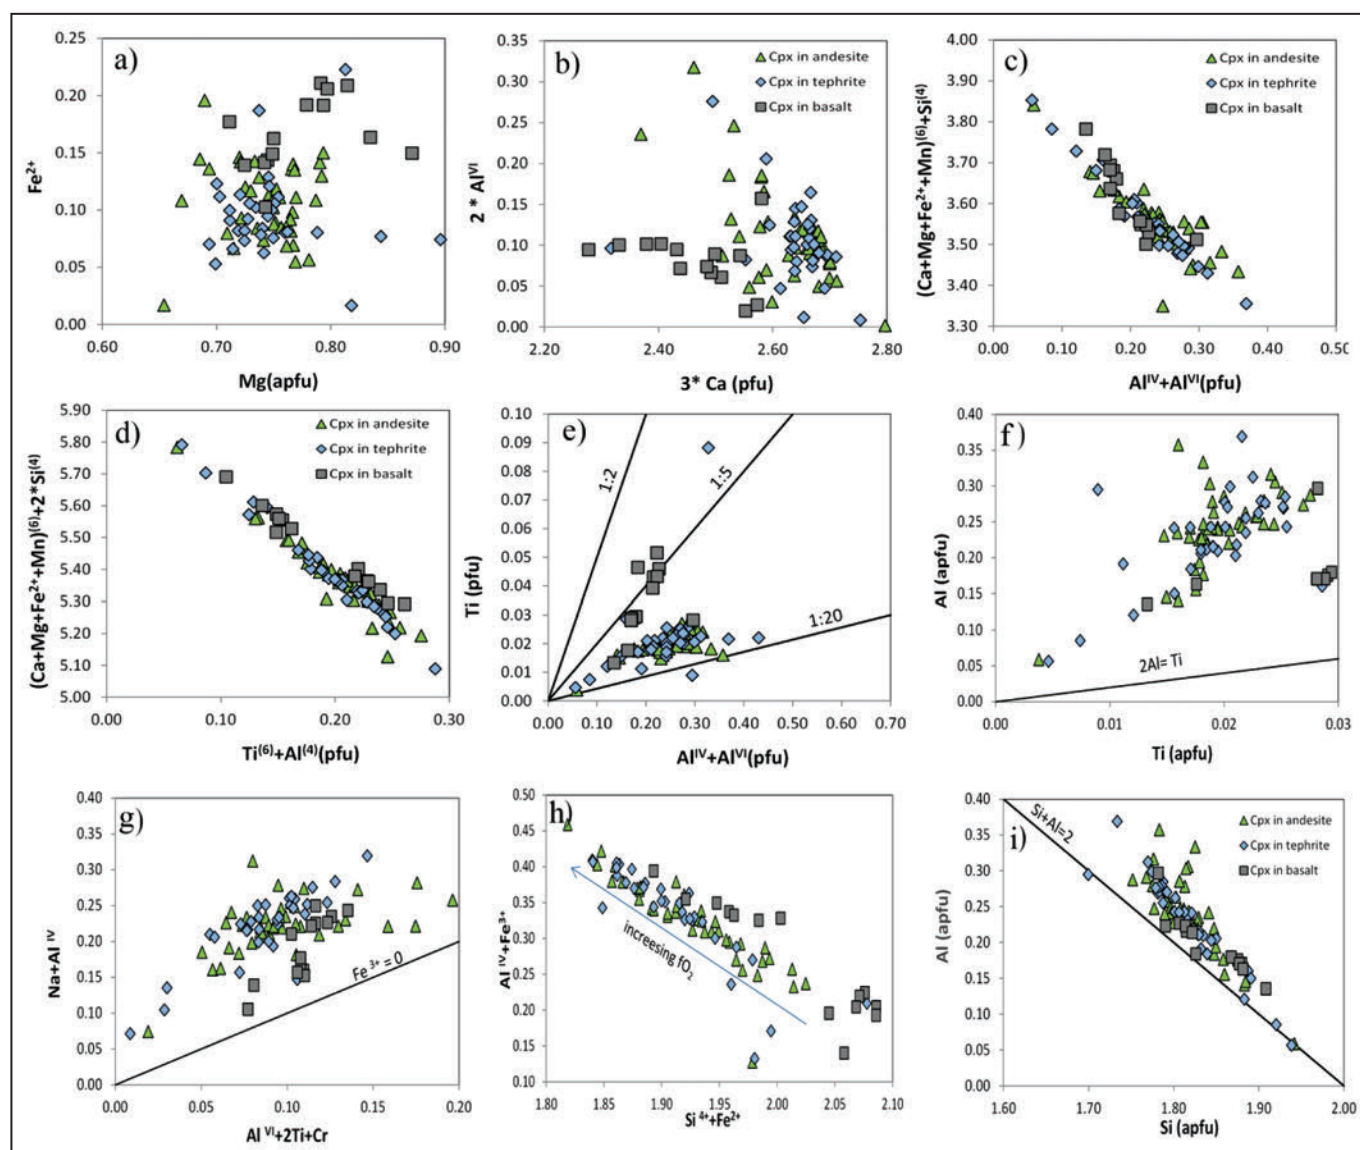 a)
0.25
0.20
0.15
0.10
0.05
0.00
0.60 0.70 0.80 0.90
Fe2+
Mg(apfu)
b)
0.35
0.30
0.25
0.20
0.15
0.10
0.05
0.00
2.20 2.40 2.60 2.80
2 * AlVI
3* Ca (pfu)
Cpx in andesite
Cpx in tephrite
Cpx in basalt
c)
4.00
3.90
3.80
3.70
3.60
3.50
3.40
3.30
0.00 0.10 0.20 0.30 0.40 0.50
(Ca+Mg+Fe2++Mn)(6)+Si(4)
AlIV+AlVI(pfu)
Cpx in andesite
Cpx in tephrite
Cpx in basalt
d)
5.90
5.80
5.70
5.60
5.50
5.40
5.30
5.20
5.10
5.00
0.00 0.10 0.20 0.30
(Ca+Mg+Fe2++Mn)(6)+2*Si(4)
Ti(6)+Al(4)(pfu)
Cpx in andesite
Cpx in tephrite
Cpx in basalt
e)
0.10
0.09
0.08
0.07
0.06
0.05
0.04
0.03
0.02
0.01
0.00
0.00 0.10 0.20 0.30 0.40 0.50 0.60 0.70
Ti (pfu)
AlIV+AlVI(pfu)
1:2
1:5
1:20
f)
0.40
0.35
0.30
0.25
0.20
0.15
0.10
0.05
0.00
0.00 0.01 0.02 0.03
Al (apfu)
Ti (apfu)
2Al= Ti
g)
0.40
0.35
0.30
0.25
0.20
0.15
0.10
0.05
0.00
0.00 0.05 0.10 0.15 0.20
Na+Al IV
Al VI+2Ti+Cr
Fe 3+ = 0
h)
0.50
0.45
0.40
0.35
0.30
0.25
0.20
0.15
0.10
1.80 1.85 1.90 1.95 2.00 2.05 2.10
Al IV+Fe3+
Si 4++Fe2+
increesing fO2
i)
0.40
0.35
0.30
0.25
0.20
0.15
0.10
0.05
0.00
1.60 1.70 1.80 1.90 2.00
Al (apfu)
Si (apfu)
Si+Al=2
Cpx in andesite
Cpx in tephrite
Cpx in basalt